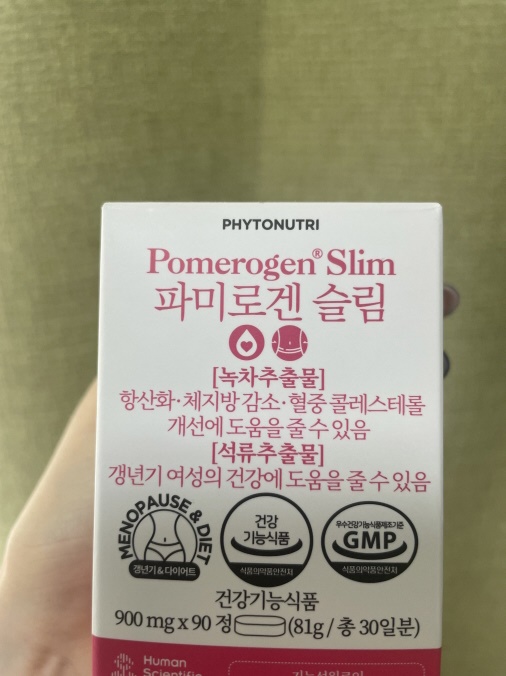 PHYTONUTRI
Pomerogen® Slim
파미로겐 슬림
[녹차추출물]
항산화·체지방 감소·혈중 콜레스테롤
개선에 도움을 줄 수 있음
[석류추출물]
갱년기 여성의 건강에 도움을 줄 수 있음
MENOPAUSE & DIET
갱년기 & 다이어트
건강
기능식품
식품의약품안전처
우수건강기능식품제조기준
GMP
식품의약품안전처
건강기능식품
900 mg x 90 정 (81g / 총 30일분)
Human
Scientific